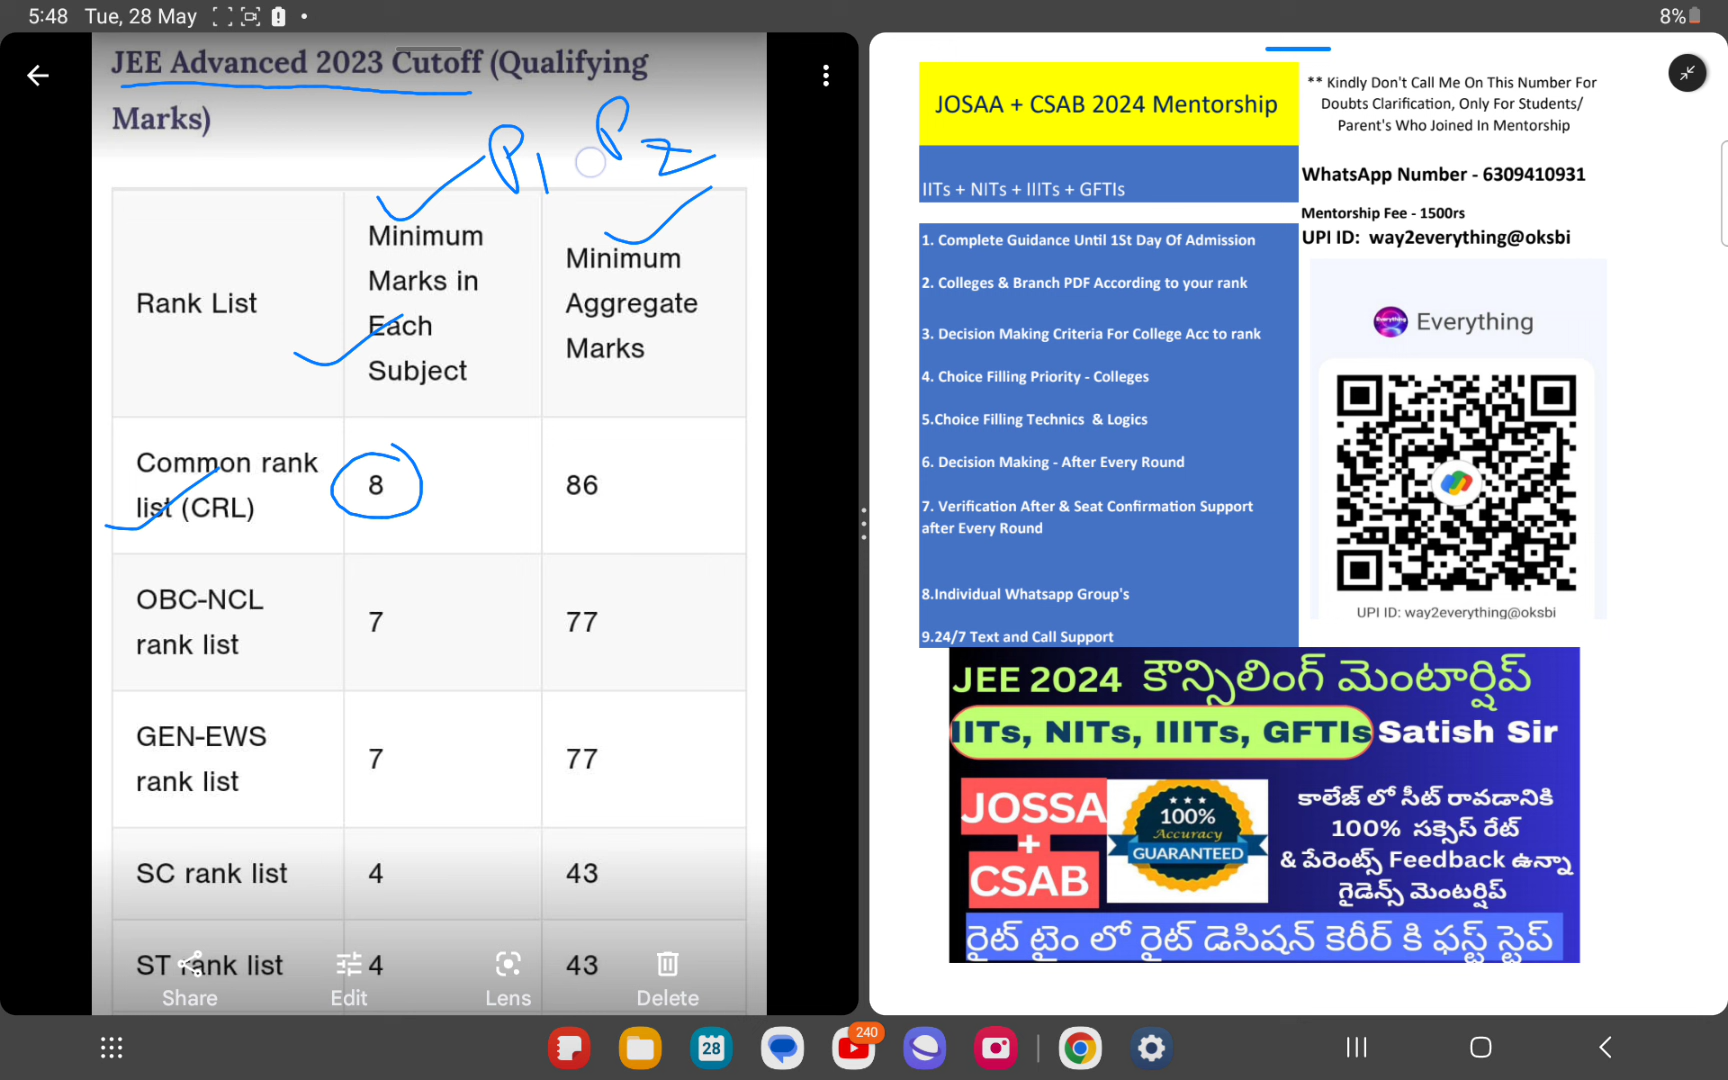 5:48 Tue, 28 May
8%
JEE Advanced 2023 Cutoff (Qualifying
Marks)
P1 P2
Rank List
Minimum
Marks in
Each
Subject
Minimum
Aggregate
Marks
Common rank
list (CRL)
8
86
OBC-NCL
rank list
7
77
GEN-EWS
rank list
7
77
SC rank list
4
43
ST rank list
4
43
Share
Edit
Lens
Delete
JOSAA + CSAB 2024 Mentorship
IITs + NITs + IIITs + GFTIs
1. Complete Guidance Until 1St Day Of Admission
2. Colleges & Branch PDF According to your rank
3. Decision Making Criteria For College Acc to rank
4. Choice Filling Priority - Colleges
5.Choice Filling Technics & Logics
6. Decision Making - After Every Round
7. Verification After & Seat Confirmation Support
after Every Round
8.Individual Whatsapp Group's
9.24/7 Text and Call Support
** Kindly Don't Call Me On This Number For
Doubts Clarification, Only For Students/
Parent's Who Joined In Mentorship
WhatsApp Number - 6309410931
Mentorship Fee - 1500rs
UPI ID: way2everything@oksbi
Everything
UPI ID: way2everything@oksbi
JEE 2024 కౌన్సిలింగ్ మెంటార్షిప్
IITs, NITs, IIITs, GFTIs Satish Sir
JOSSA
+
CSAB
100%
Accuracy
GUARANTEED
కాలేజ్ లో సీట్ రావడానికి
100% సక్సెస్ రేట్
& పేరెంట్స్ Feedback ఉన్నా
గైడెన్స్ మెంటర్షిప్
రైట్ టైం లో రైట్ డెసిషన్ కెరీర్ కి ఫస్ట్ స్టెప్
28
240